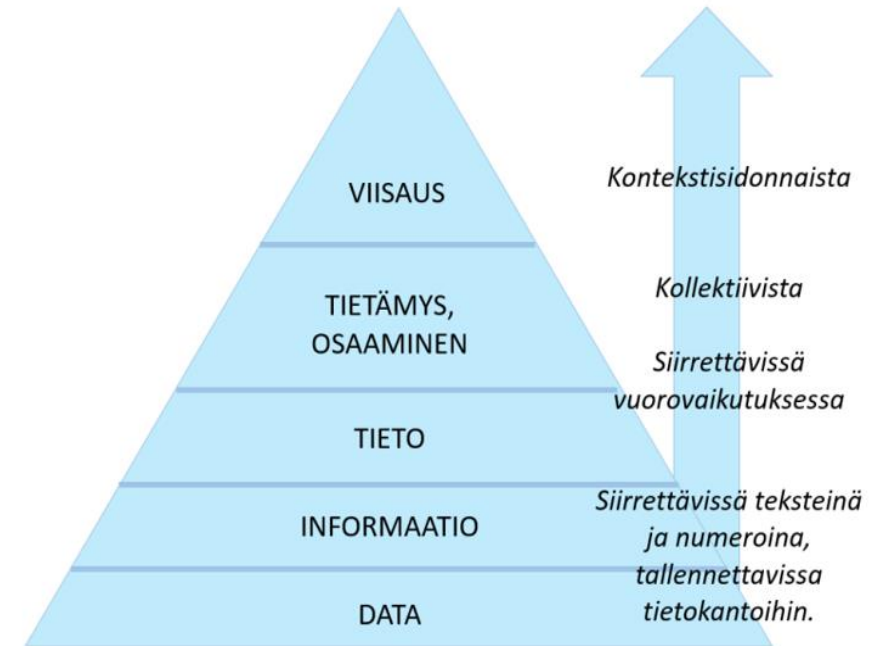 VIISAUS
TIETÄMYS,
OSAAMINEN
TIETO
INFORMAATIO
DATA
Kontekstisidonnaista
Kollektiivista
Siirrettävissä
vuorovaikutuksessa
Siirrettävissä teksteinä
ja numeroina,
tallennettavissa
tietokantoihin.